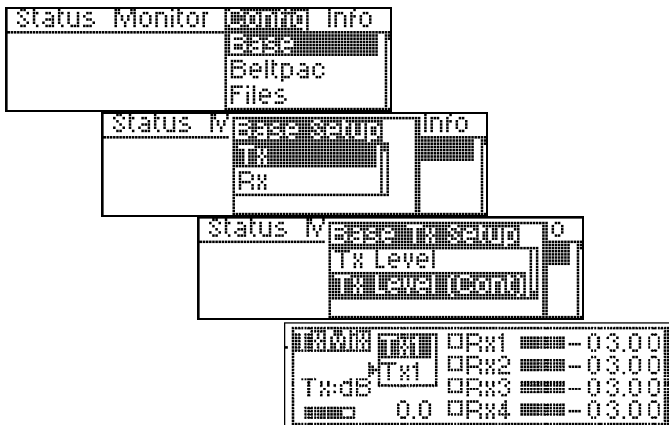 Status Monitor Config Info
Base
Beltpac
Files
Status M Base Setup Info
Tx
Rx
Status M Base Tx Setup o
Tx Level
Tx Level (Cont)
TxMix Tx1 Rx1 -03.00
Tx1 Rx2 -03.00
Tx:dB Rx3 -03.00
0.0 Rx4 -03.00